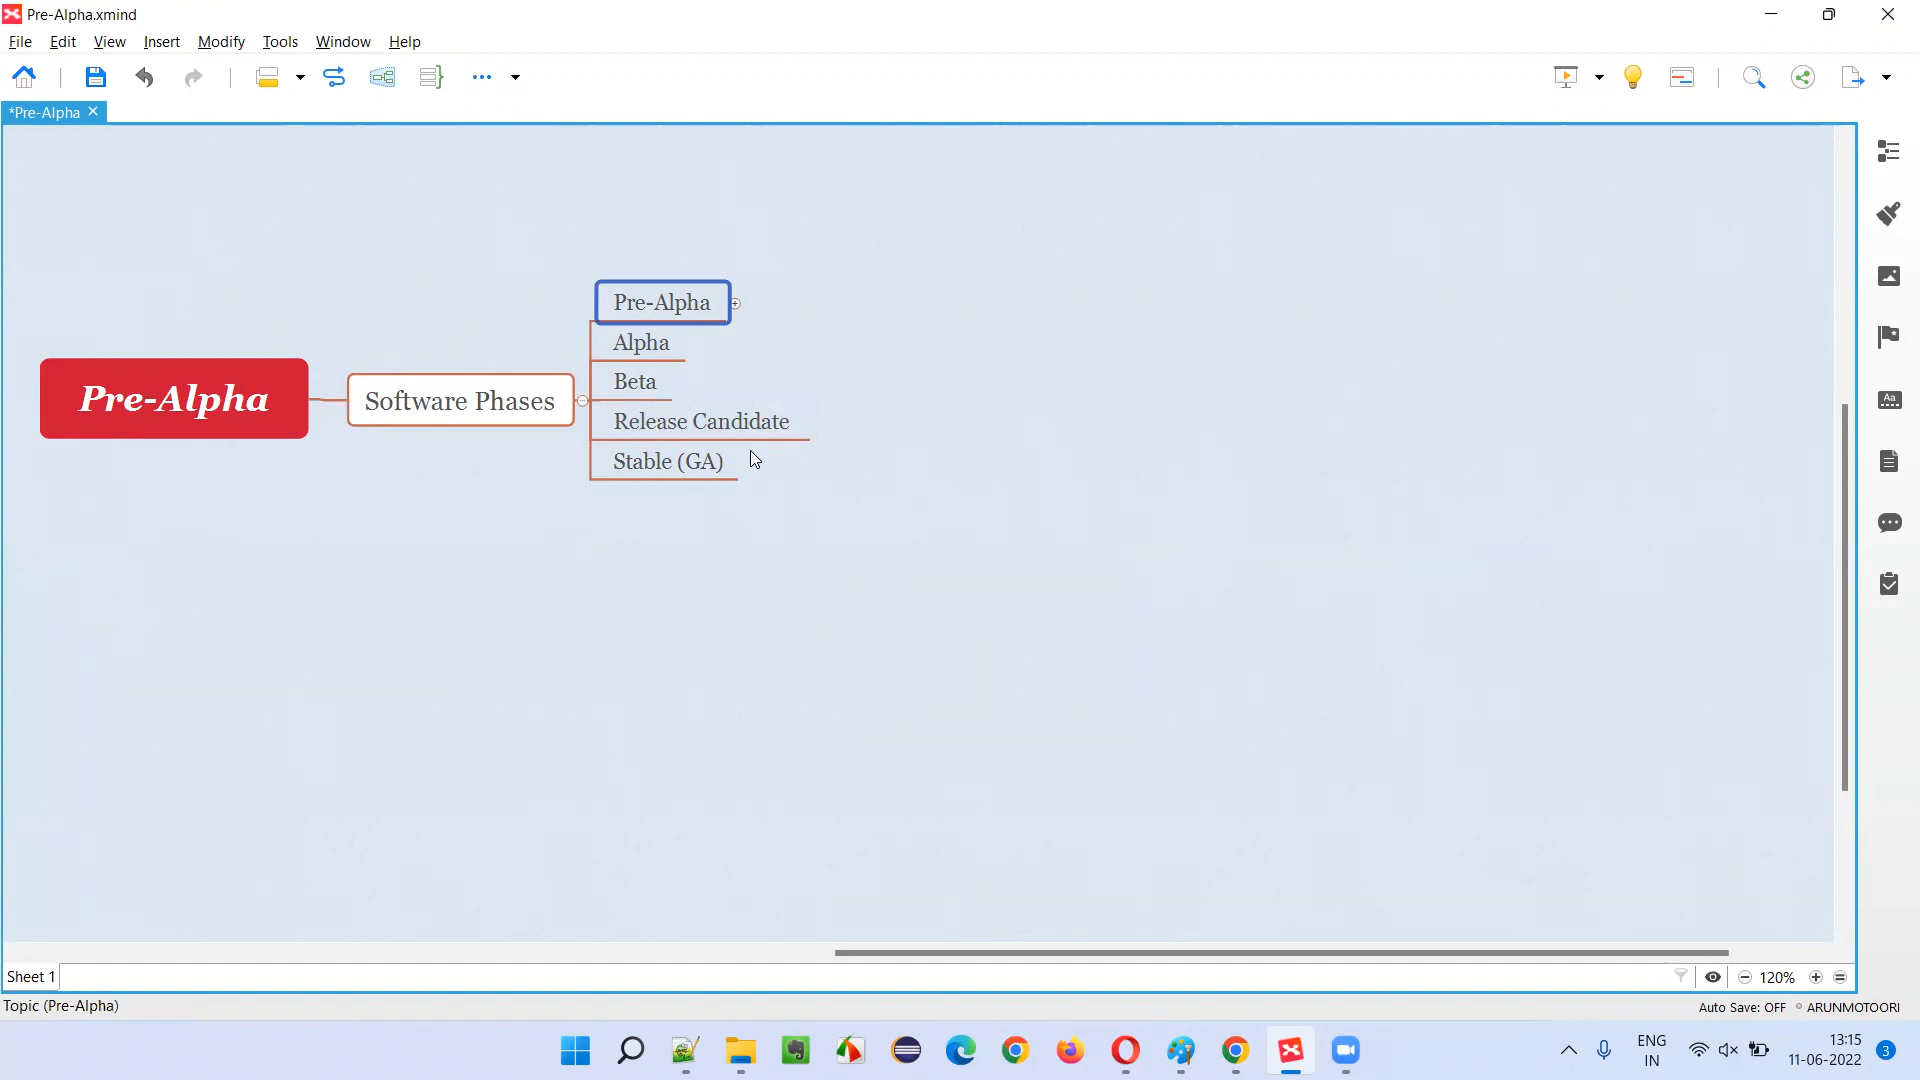 Pre-Alpha.xmind
File Edit View Insert Modify Tools Window Help
*Pre-Alpha
Pre-Alpha
Alpha
Beta
Pre-Alpha Software Phases
Release Candidate
Stable (GA)
Aa
Sheet 1
120%
Topic (Pre-Alpha)
Auto Save: OFF ARUNMOTOORI
ENG
IN
13:15
11-06-2022
3